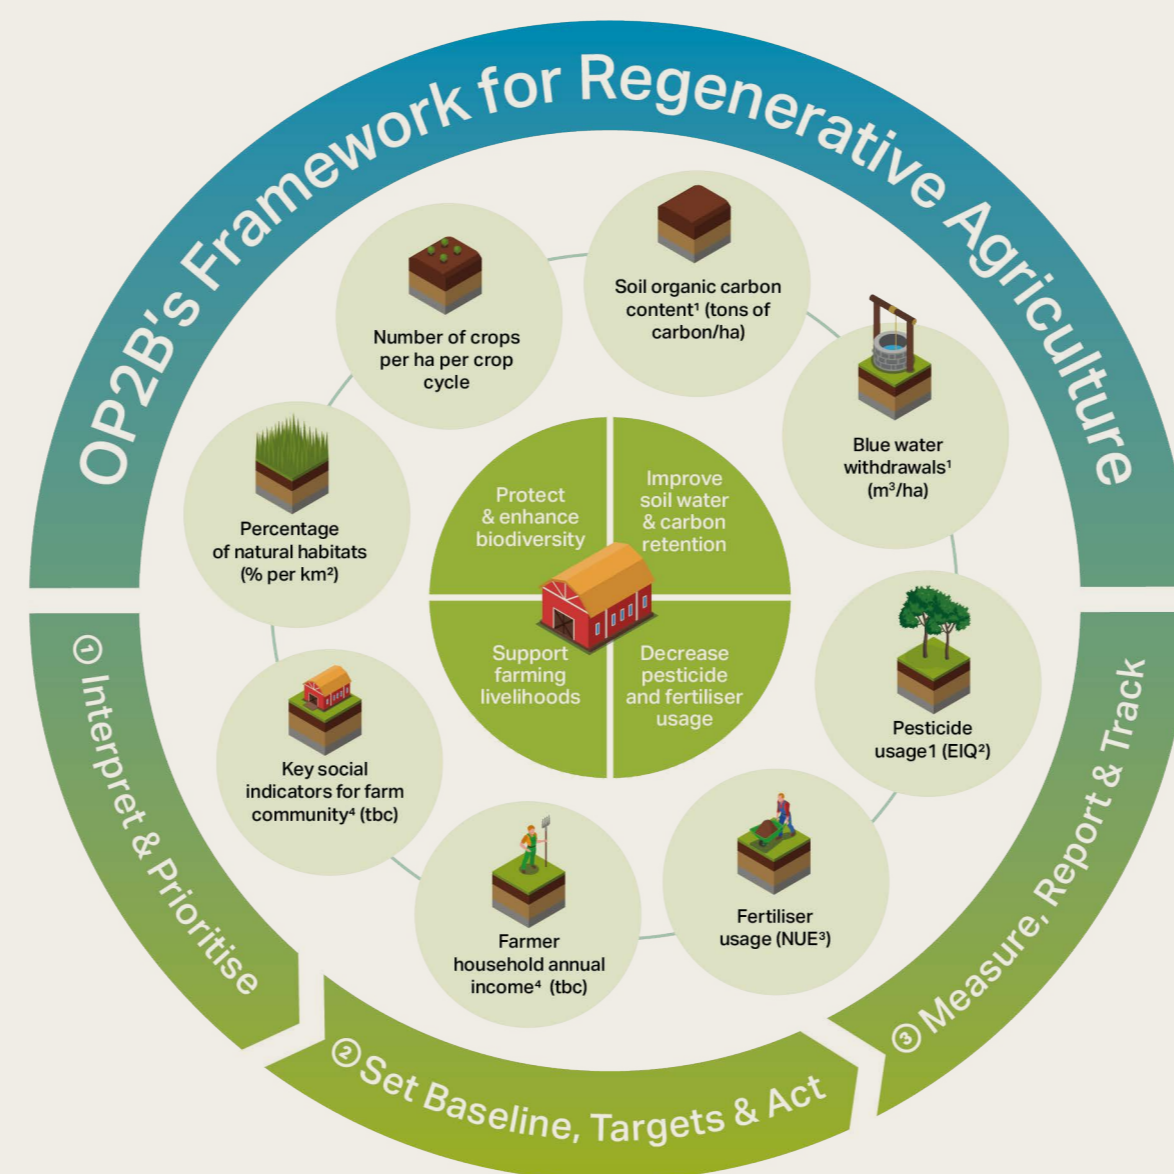 OP2B's Framework for Regenerative Agriculture
Soil organic carbon
content¹ (tons of
carbon/ha)
Number of crops
per ha per crop
cycle
Blue water
withdrawals¹
(m³/ha)
Percentage
of natural habitats
(% per km²)
Protect
& enhance
biodiversity
Improve
soil water
& carbon
retention
Support
farming
livelihoods
Decrease
pesticide
and fertiliser
usage
Pesticide
usage1 (EIQ²)
Key social
indicators for farm
community⁴ (tbc)
Fertiliser
usage (NUE³)
Farmer
household annual
income⁴ (tbc)
① Interpret & Prioritise
② Set Baseline, Targets & Act
③ Measure, Report & Track